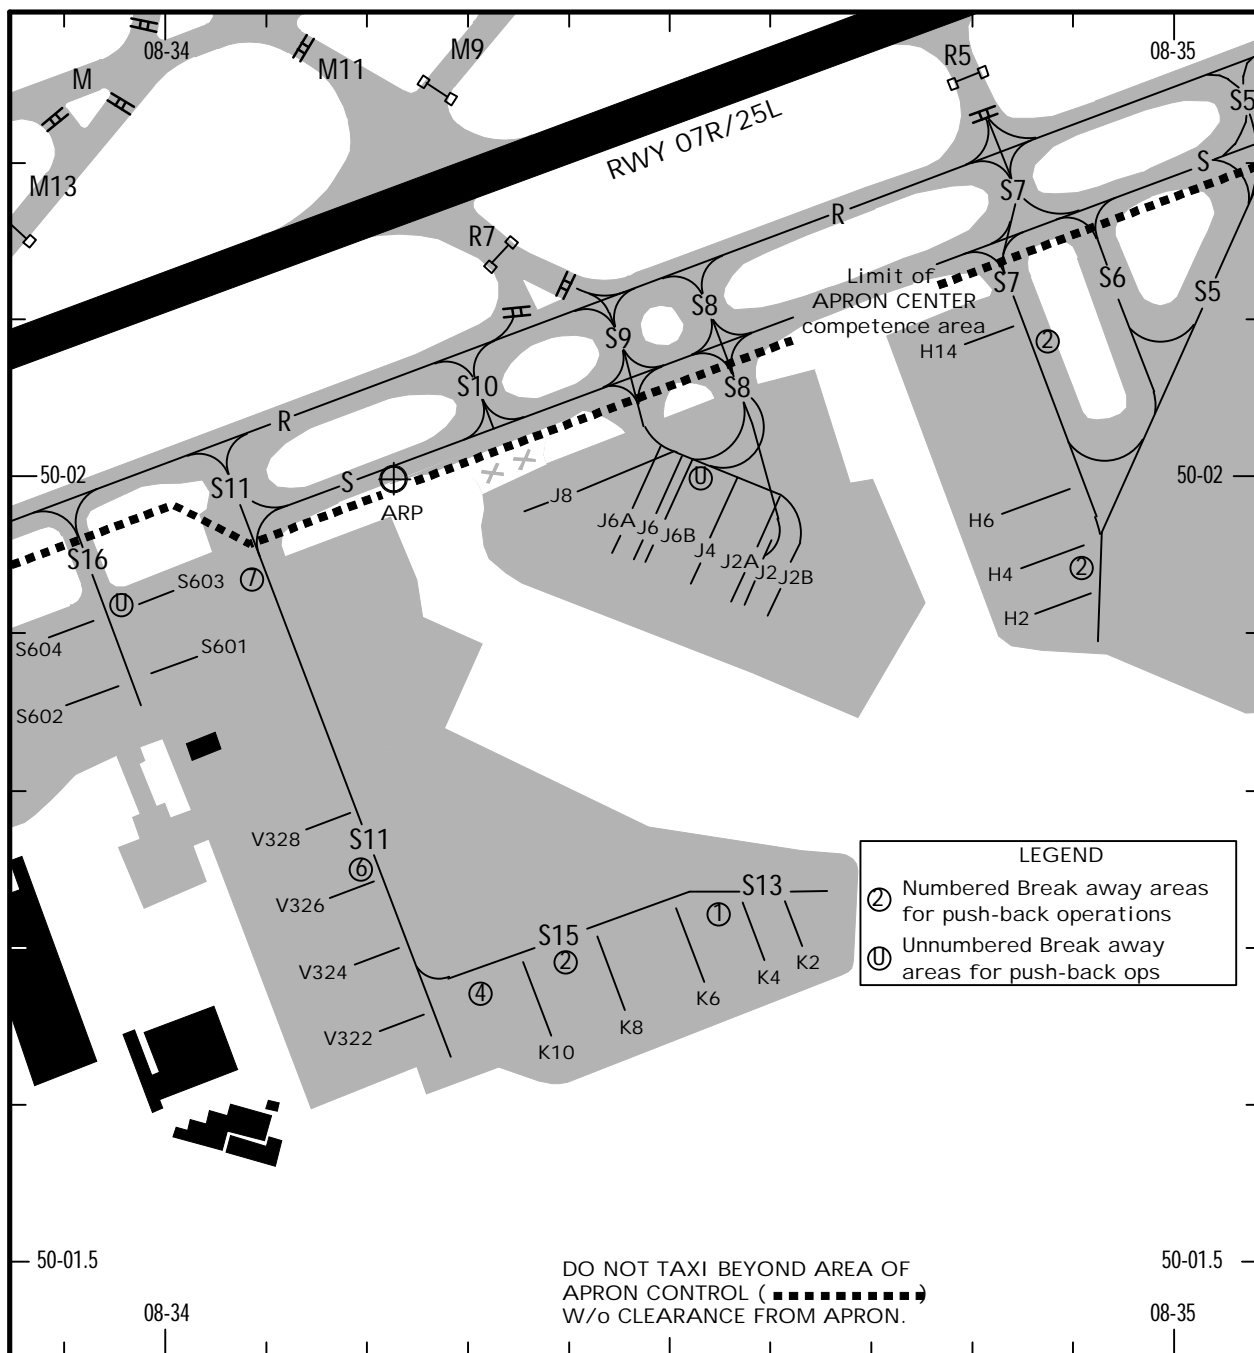 08-34
08-35
M
M11
M9
R5
S5
M13
RWY 07R/25L
S
S7
R
R7
Limit of
APRON CENTER
competence area
S7
S6
S5
S8
S9
H14
2
S10
S8
R
50-02
S11
S
ARP
U
50-02
J8
J6A
J6
J6B
J4
J2A
J2
J2B
H6
S16
7
S603
U
H4
2
H2
S604
S601
S602
V328
S11
6
V326
V324
V322
S13
1
S15
2
4
K2
K4
K6
K8
K10
LEGEND
2 Numbered Break away areas
for push-back operations
U Unnumbered Break away
areas for push-back ops
50-01.5
50-01.5
DO NOT TAXI BEYOND AREA OF
APRON CONTROL ( )
W/o CLEARANCE FROM APRON.
08-34
08-35